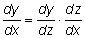 dy/dx = dy/dz · dz/dx